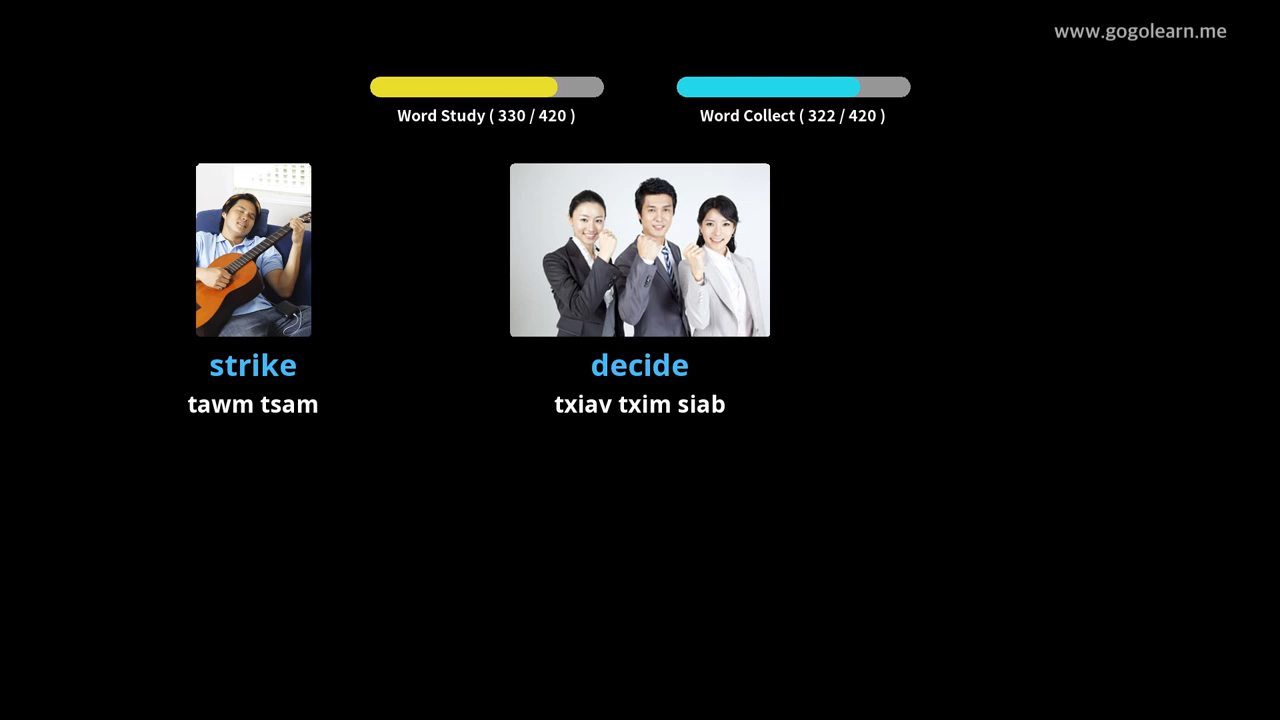 www.gogolearn.me
Word Study ( 330 / 420 )
Word Collect ( 322 / 420 )
strike
tawm tsam
decide
txiav txim siab